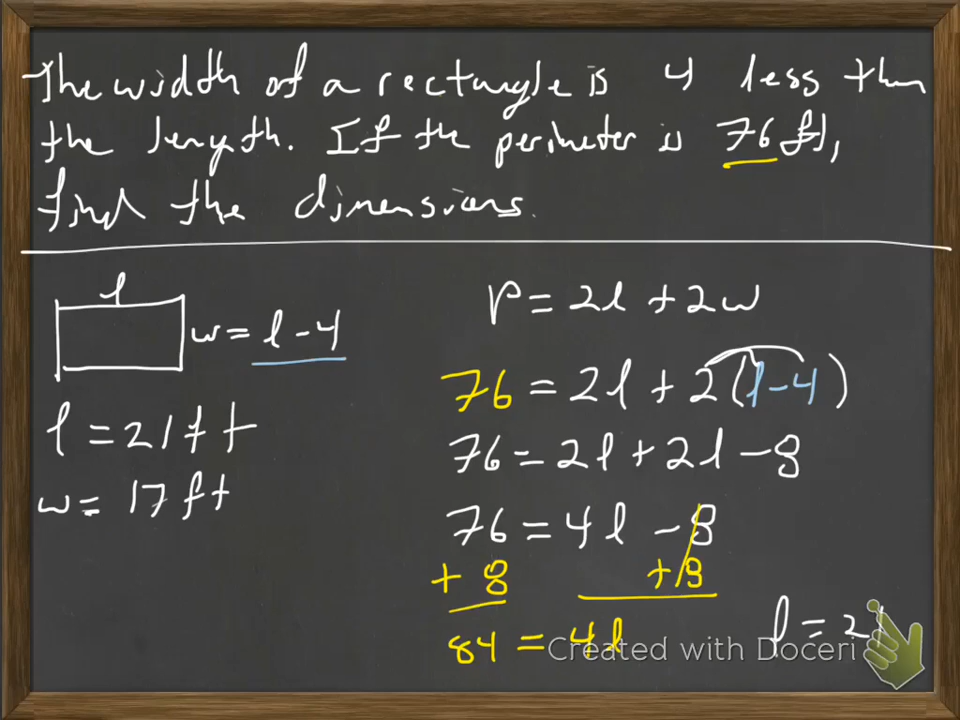 The width of a rectangle is 4 less than
the length. If the perimeter is 76 ft,
find the dimensions.
l
w = l - 4
l = 21 ft
w = 17 ft
P = 2l + 2w
76 = 2l + 2(l - 4)
76 = 2l + 2l - 8
76 = 4l - 8
+ 8 +8
84 = 4l
l = 21
Created with Doceri